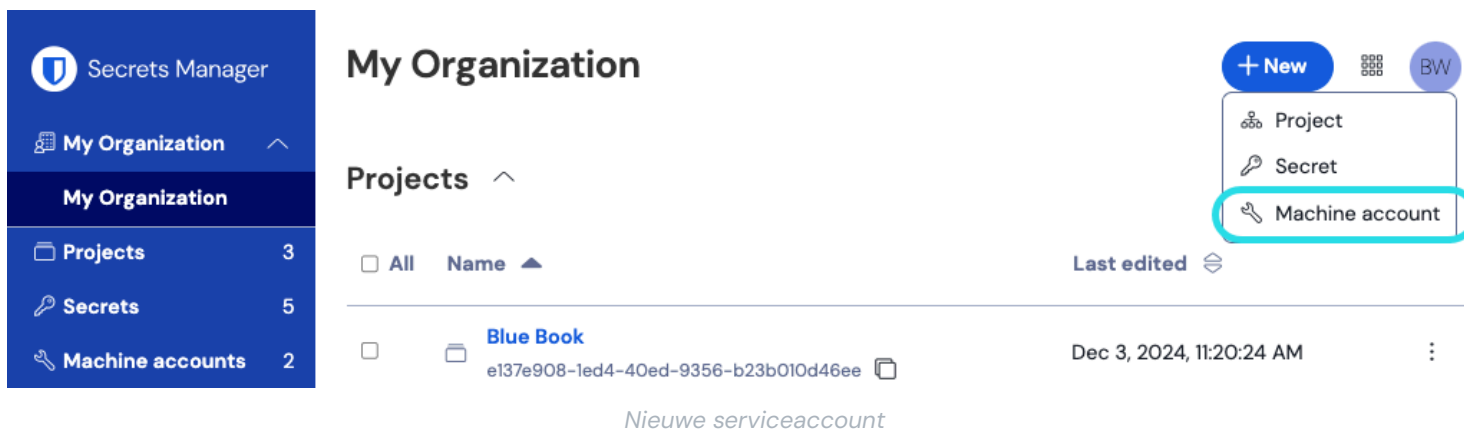 Secrets Manager
My Organization
My Organization
Projects 3
Secrets 5
Machine accounts 2
My Organization
+ New
BW
Project
Secret
Machine account
Projects
All Name Last edited
Blue Book
e137e908-1ed4-40ed-9356-b23b010d46ee
Dec 3, 2024, 11:20:24 AM
Nieuwe serviceaccount